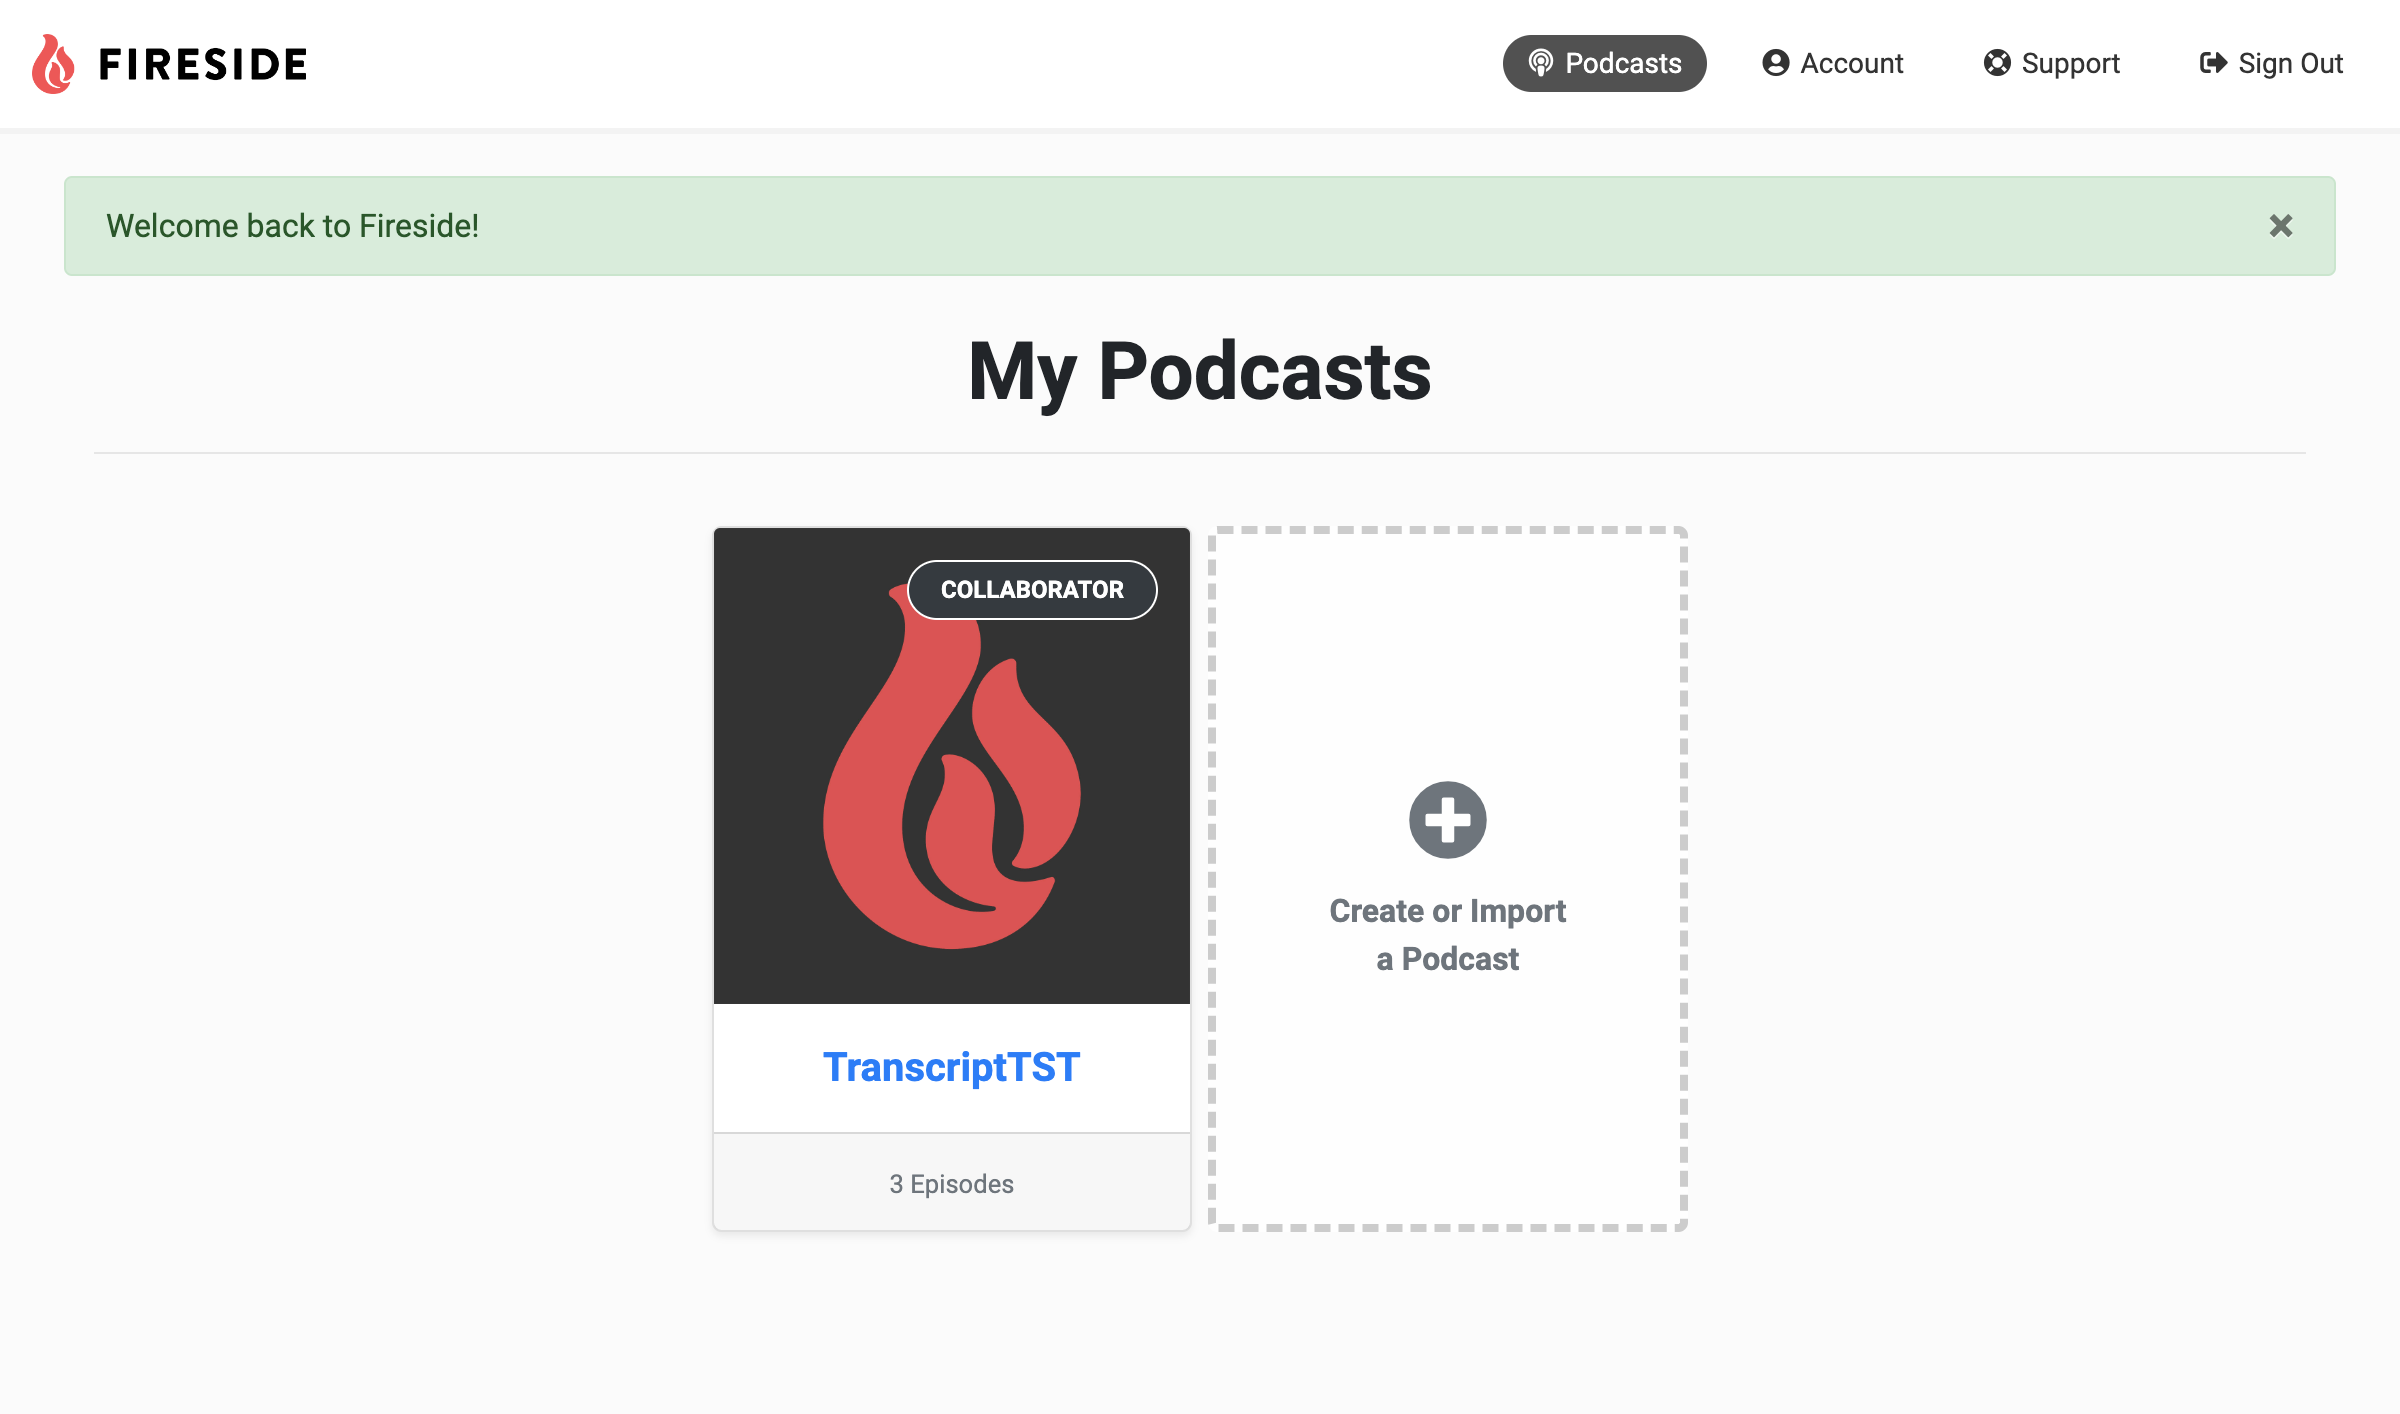 FIRESIDE
Podcasts
Account
Support
Sign Out
Welcome back to Fireside!
My Podcasts
COLLABORATOR
TranscriptTST
3 Episodes
Create or Import
a Podcast